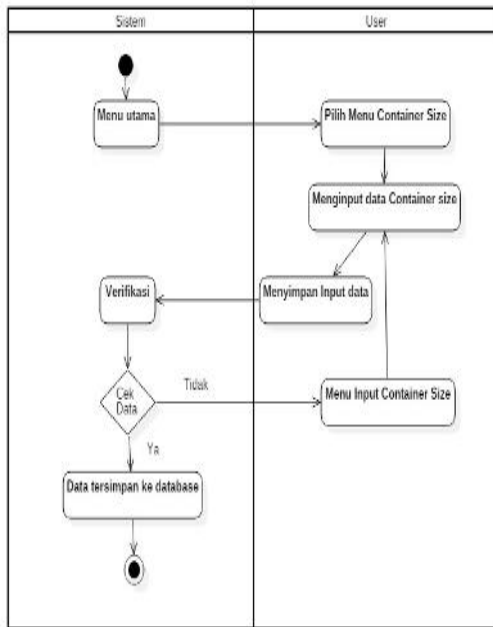 Sistem
User
Menu utama
Pilih Menu Container Size
Menginput data Container size
Verifikasi
Menyimpan Input data
Cek
Data
Tidak
Menu Input Container Size
Ya
Data tersimpan ke database